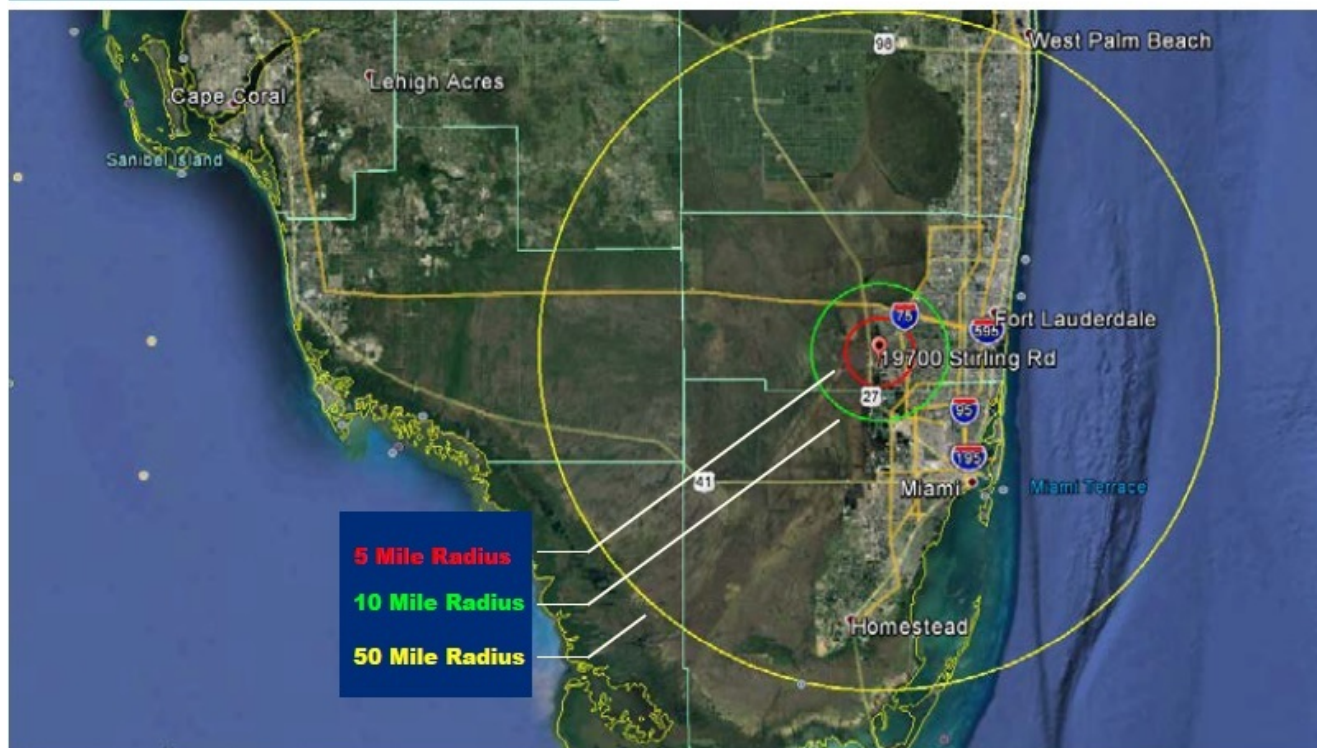 98
West Palm Beach
Lehigh Acres
Cape Coral
Sanibel Island
75
Fort Lauderdale
595
19700 Stirling Rd
27
95
195
41
Miami
Miami Terrace
5 Mile Radius
10 Mile Radius
50 Mile Radius
Homestead